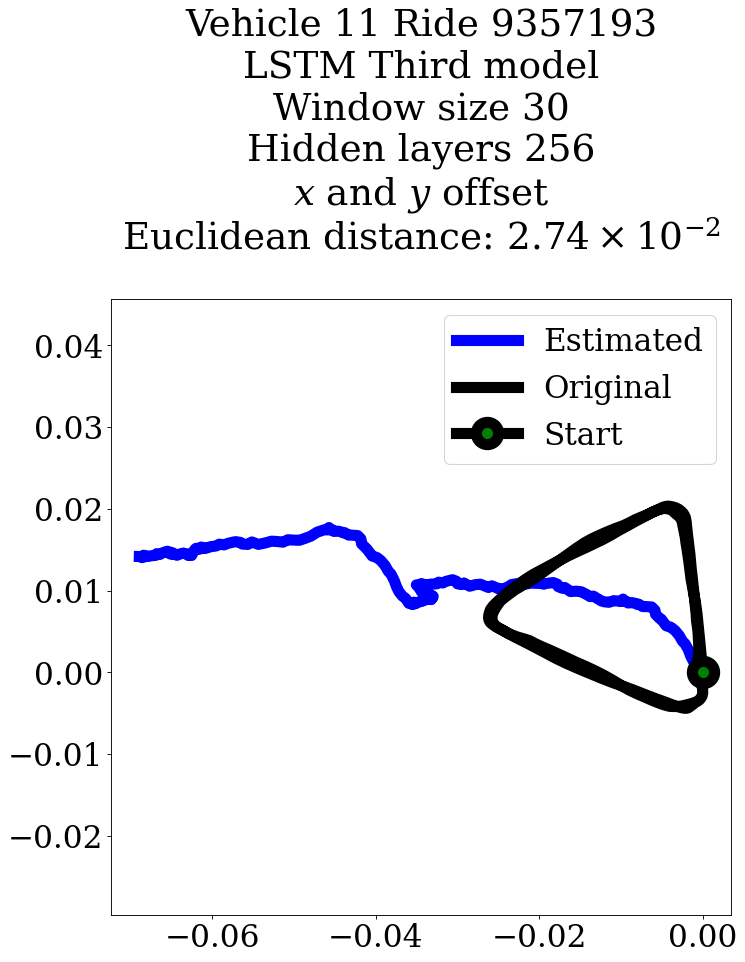 Vehicle 11 Ride 9357193
LSTM Third model
Window size 30
Hidden layers 256
x and y offset
Euclidean distance: 2.74 × 10⁻²
Estimated
Original
Start
0.04
0.03
0.02
0.01
0.00
−0.01
−0.02
−0.06 −0.04 −0.02 0.00